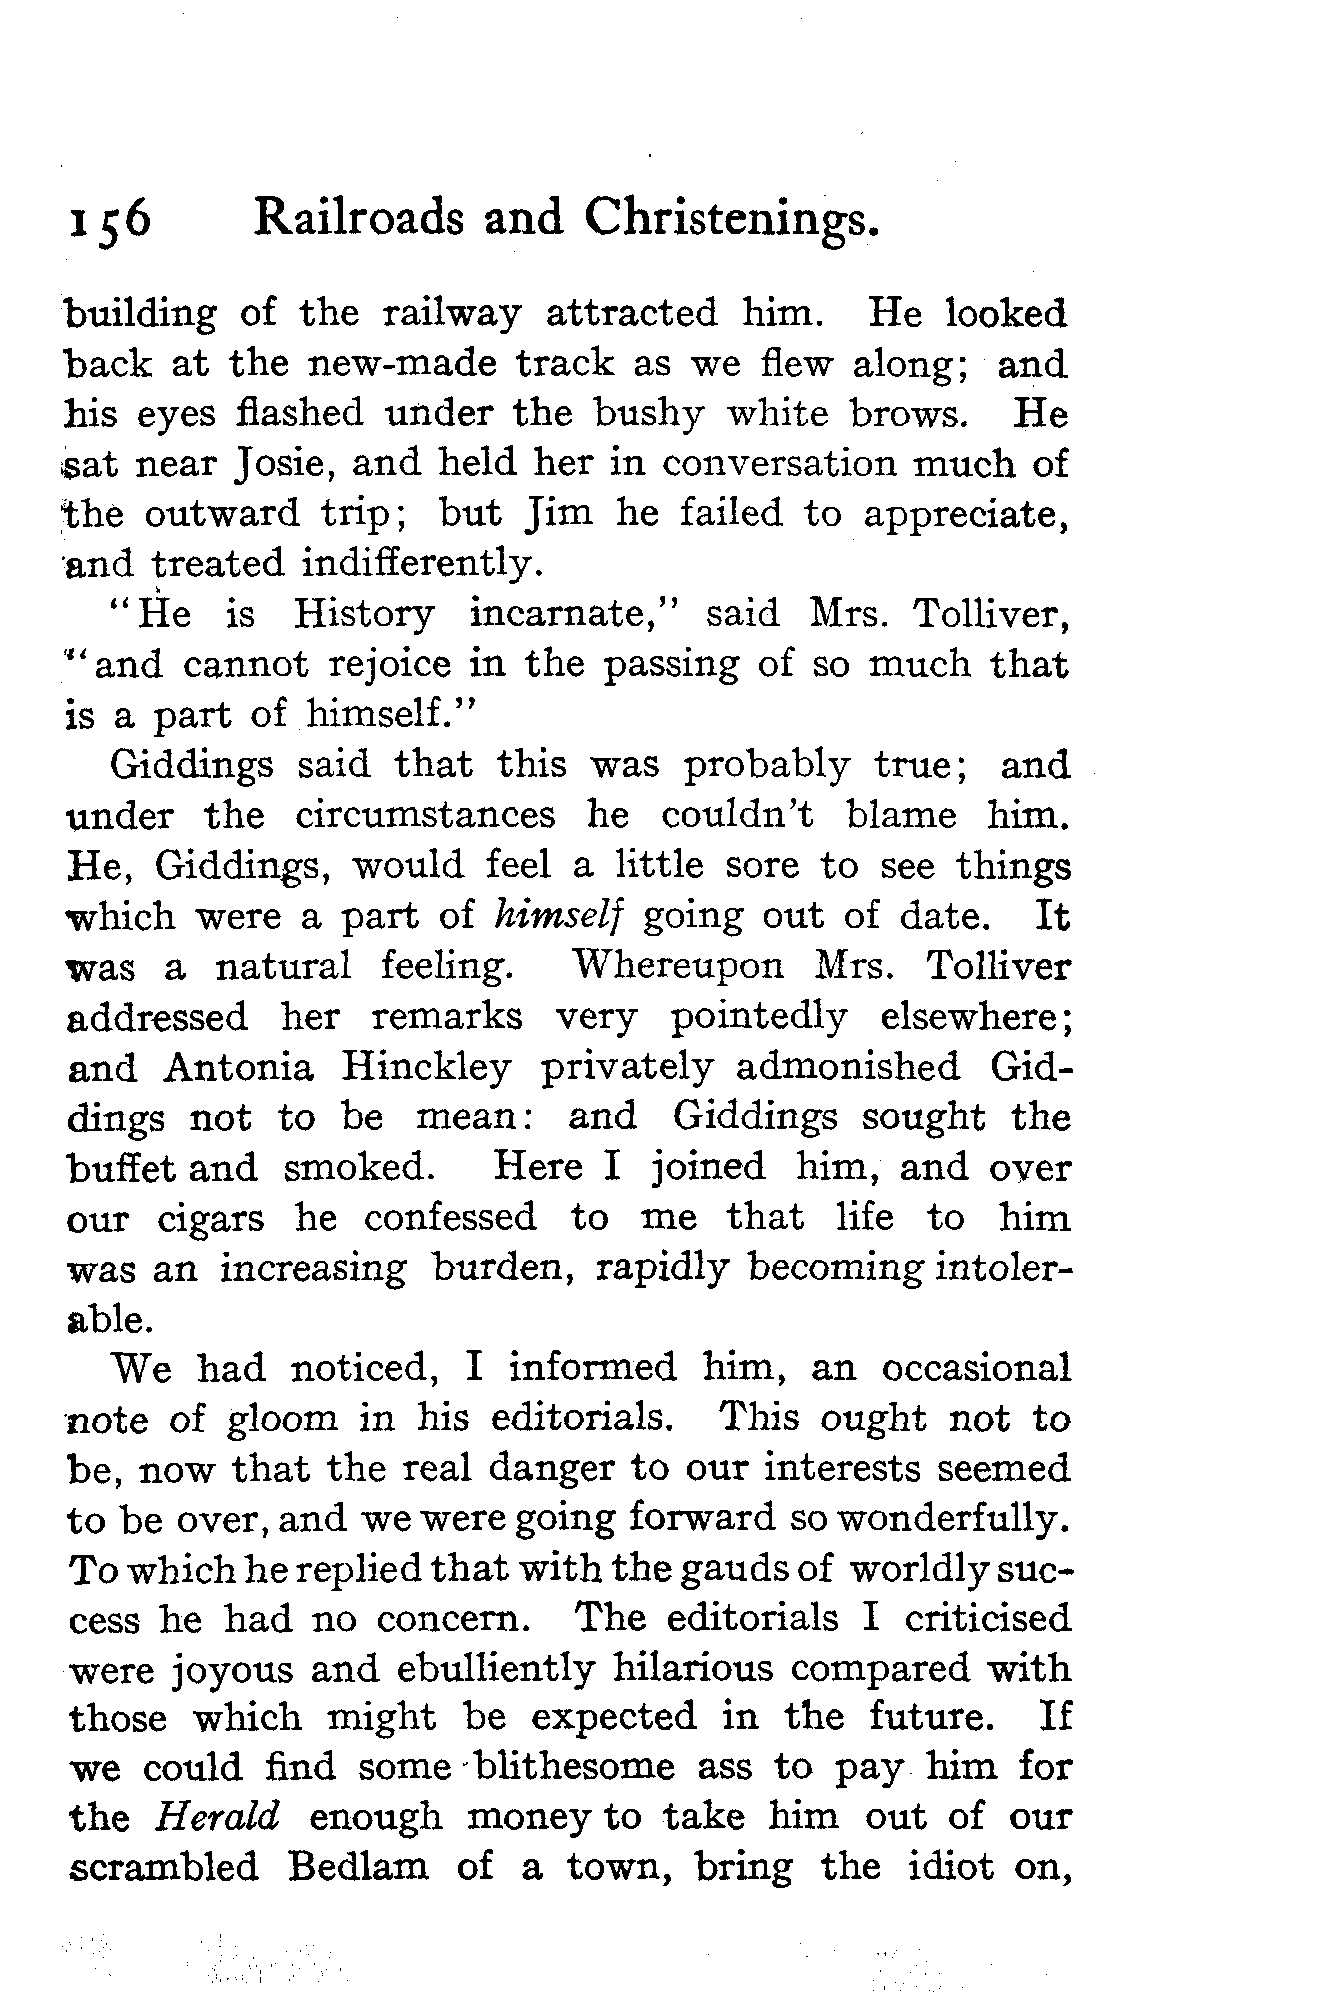 156 Railroads and Christenings.
building of the railway attracted him. He looked
back at the new-made track as we flew along; and
his eyes flashed under the bushy white brows. He
sat near Josie, and held her in conversation much of
the outward trip; but Jim he failed to appreciate,
and treated indifferently.
"He is History incarnate," said Mrs. Tolliver,
"and cannot rejoice in the passing of so much that
is a part of himself."
Giddings said that this was probably true; and
under the circumstances he couldn't blame him.
He, Giddings, would feel a little sore to see things
which were a part of himself going out of date. It
was a natural feeling. Whereupon Mrs. Tolliver
addressed her remarks very pointedly elsewhere;
and Antonia Hinckley privately admonished Gid-
dings not to be mean: and Giddings sought the
buffet and smoked. Here I joined him, and over
our cigars he confessed to me that life to him
was an increasing burden, rapidly becoming intoler-
able.
We had noticed, I informed him, an occasional
note of gloom in his editorials. This ought not to
be, now that the real danger to our interests seemed
to be over, and we were going forward so wonderfully.
To which he replied that with the gauds of worldly suc-
cess he had no concern. The editorials I criticised
were joyous and ebulliently hilarious compared with
those which might be expected in the future. If
we could find some blithesome ass to pay him for
the Herald enough money to take him out of our
scrambled Bedlam of a town, bring the idiot on,